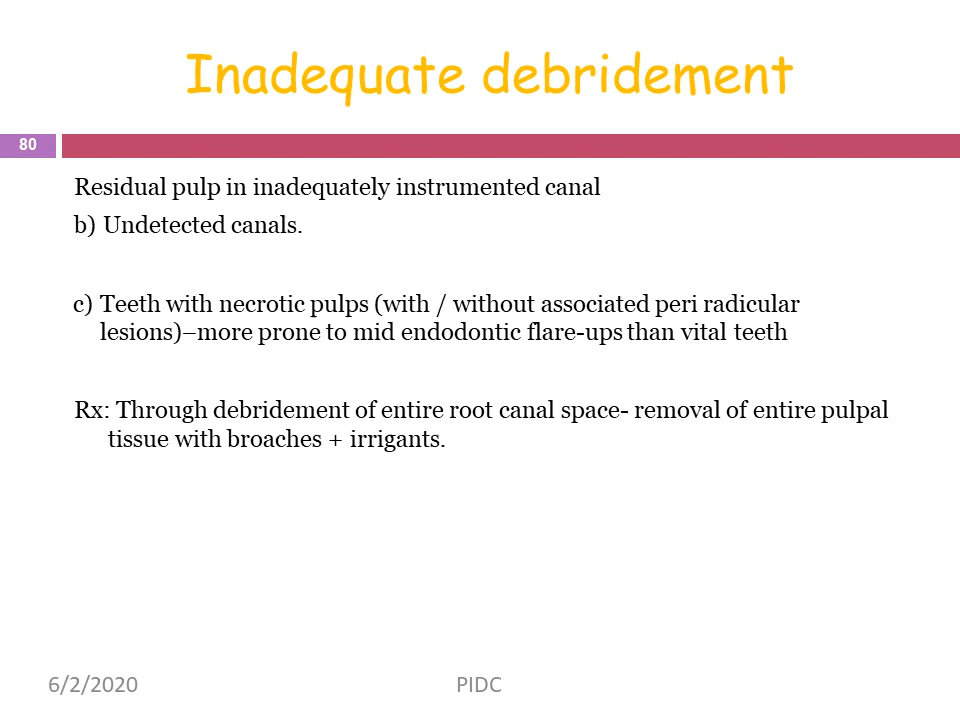 Inadequate debridement
80
Residual pulp in inadequately instrumented canal
b) Undetected canals.
c) Teeth with necrotic pulps (with / without associated peri radicular
lesions)–more prone to mid endodontic flare-ups than vital teeth
Rx: Through debridement of entire root canal space- removal of entire pulpal
tissue with broaches + irrigants.
6/2/2020
PIDC